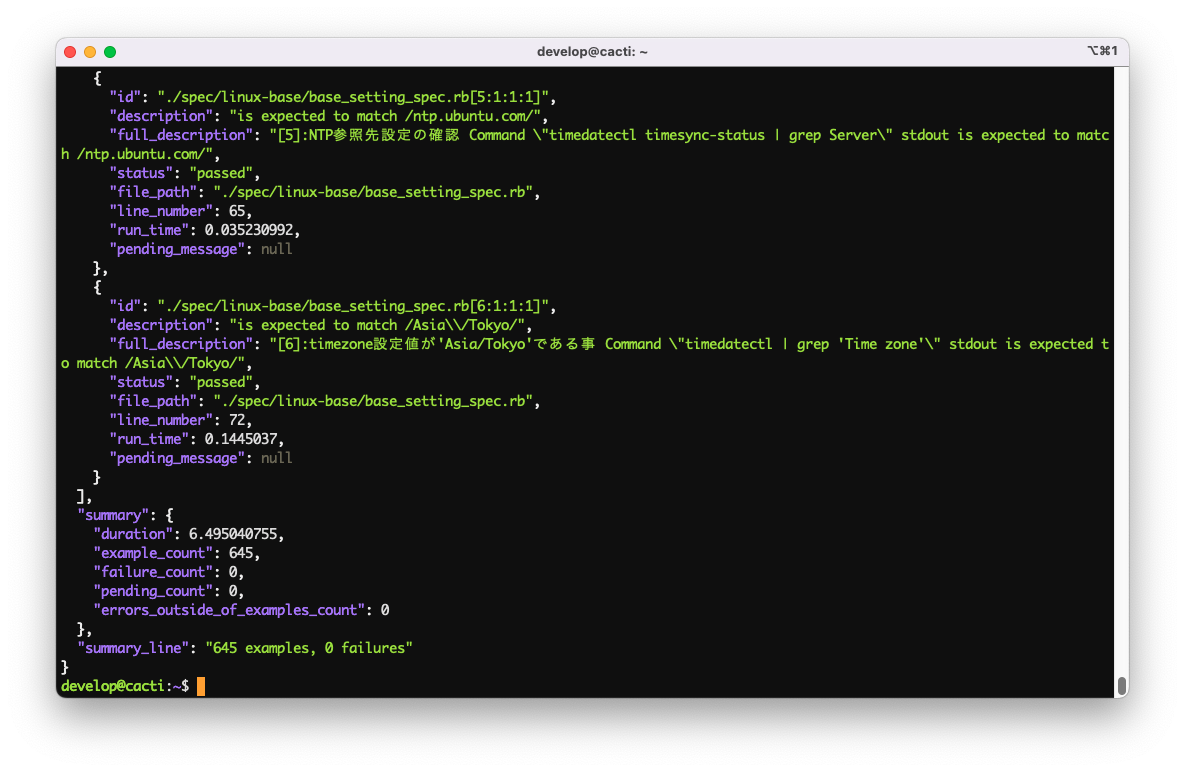 develop@cacti: ~
⌥⌘1
{
"id": "./spec/linux-base/base_setting_spec.rb[5:1:1:1]",
"description": "is expected to match /ntp.ubuntu.com/",
"full_description": "[5]:NTP参照先設定の確認 Command \"timedatectl timesync-status | grep Server\" stdout is expected to matc
h /ntp.ubuntu.com/",
"status": "passed",
"file_path": "./spec/linux-base/base_setting_spec.rb",
"line_number": 65,
"run_time": 0.035230992,
"pending_message": null
},
{
"id": "./spec/linux-base/base_setting_spec.rb[6:1:1:1]",
"description": "is expected to match /Asia\\/Tokyo/",
"full_description": "[6]:timezone設定値が'Asia/Tokyo'である事 Command \"timedatectl | grep 'Time zone'\" stdout is expected t
o match /Asia\\/Tokyo/",
"status": "passed",
"file_path": "./spec/linux-base/base_setting_spec.rb",
"line_number": 72,
"run_time": 0.1445037,
"pending_message": null
}
],
"summary": {
"duration": 6.495040755,
"example_count": 645,
"failure_count": 0,
"pending_count": 0,
"errors_outside_of_examples_count": 0
},
"summary_line": "645 examples, 0 failures"
}
develop@cacti:~$